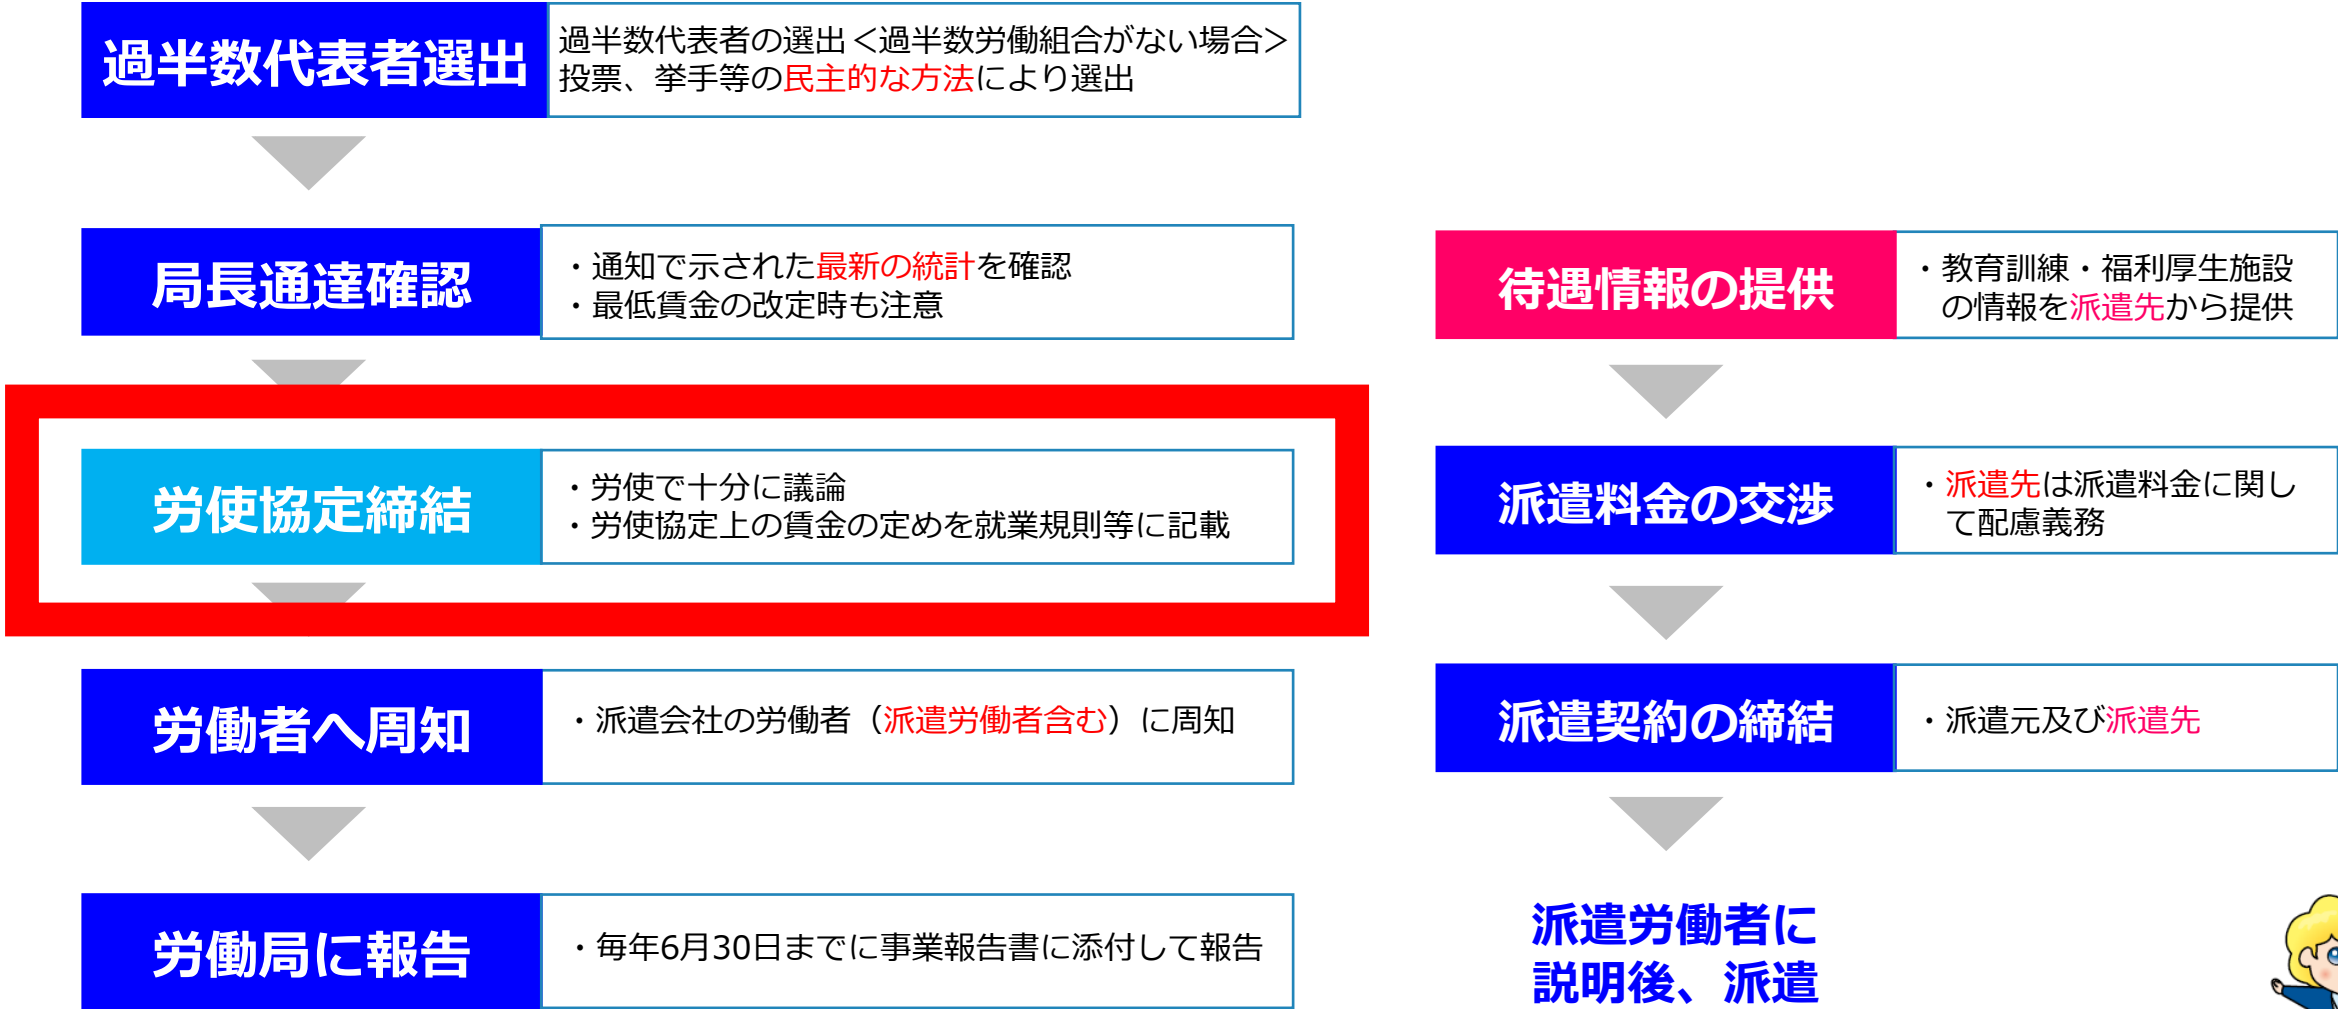 過半数代表者選出
過半数代表者の選出＜過半数労働組合がない場合＞
投票、挙手等の民主的な方法により選出
局長通達確認
・通知で示された最新の統計を確認
・最低賃金の改定時も注意
労使協定締結
・労使で十分に議論
・労使協定上の賃金の定めを就業規則等に記載
労働者へ周知
・派遣会社の労働者（派遣労働者含む）に周知
労働局に報告
・毎年6月30日までに事業報告書に添付して報告
待遇情報の提供
・教育訓練・福利厚生施設
の情報を派遣先から提供
派遣料金の交渉
・派遣先は派遣料金に関し
て配慮義務
派遣契約の締結
・派遣元及び派遣先
派遣労働者に
説明後、派遣